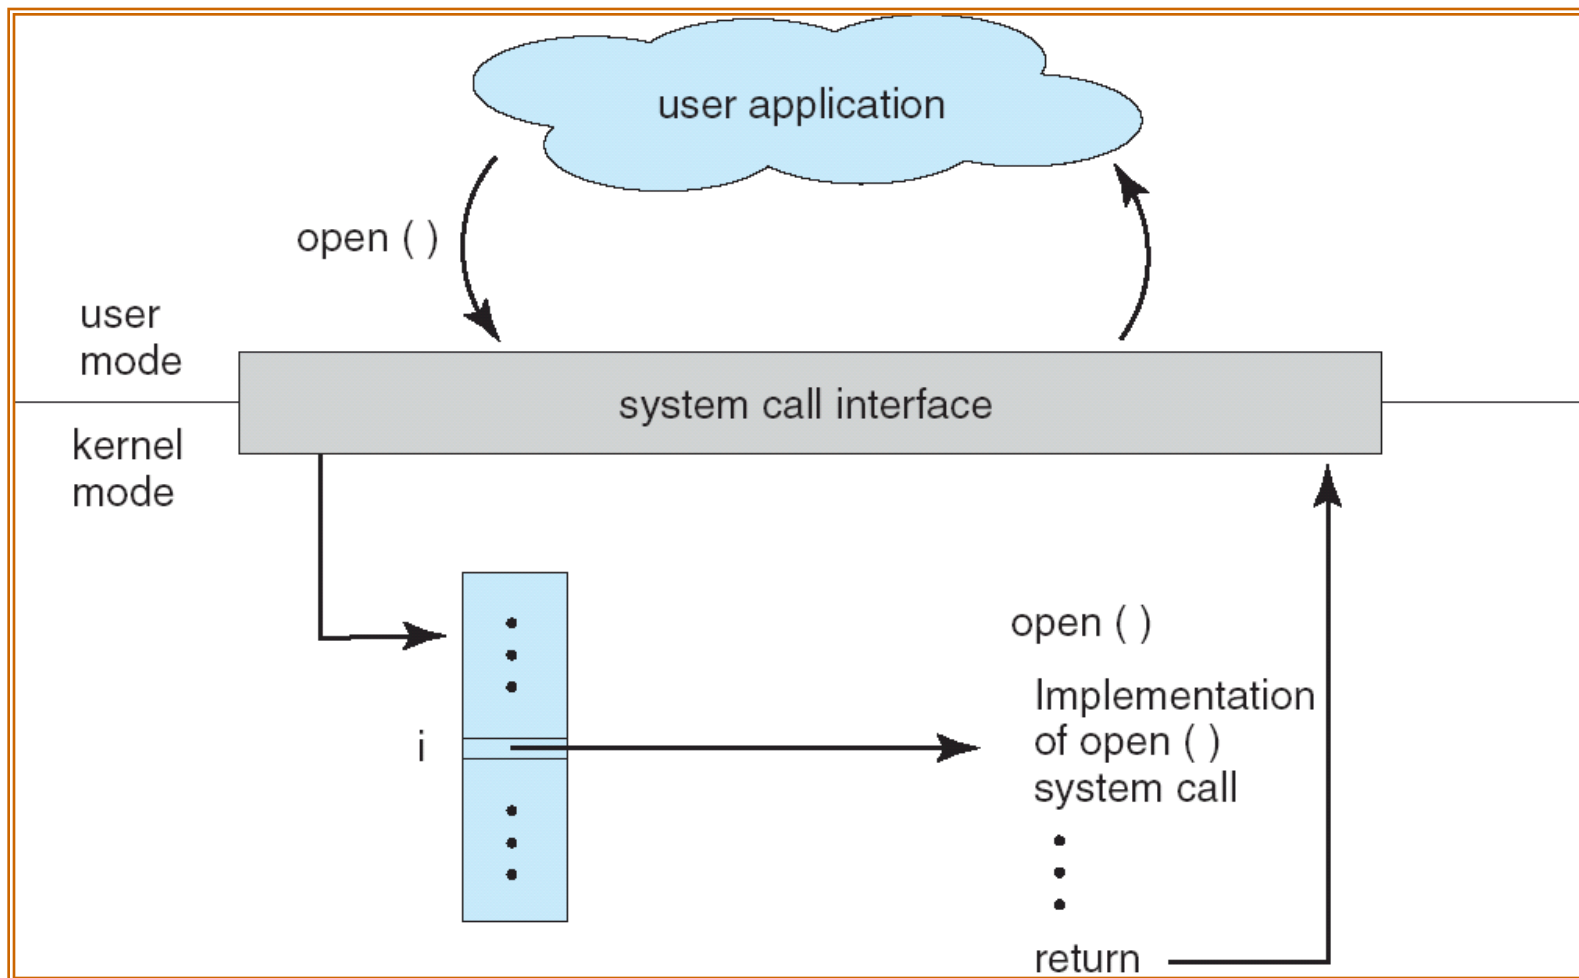 user application
open ( )
user
mode
system call interface
kernel
mode
open ( )
Implementation
of open ( )
system call
i
return